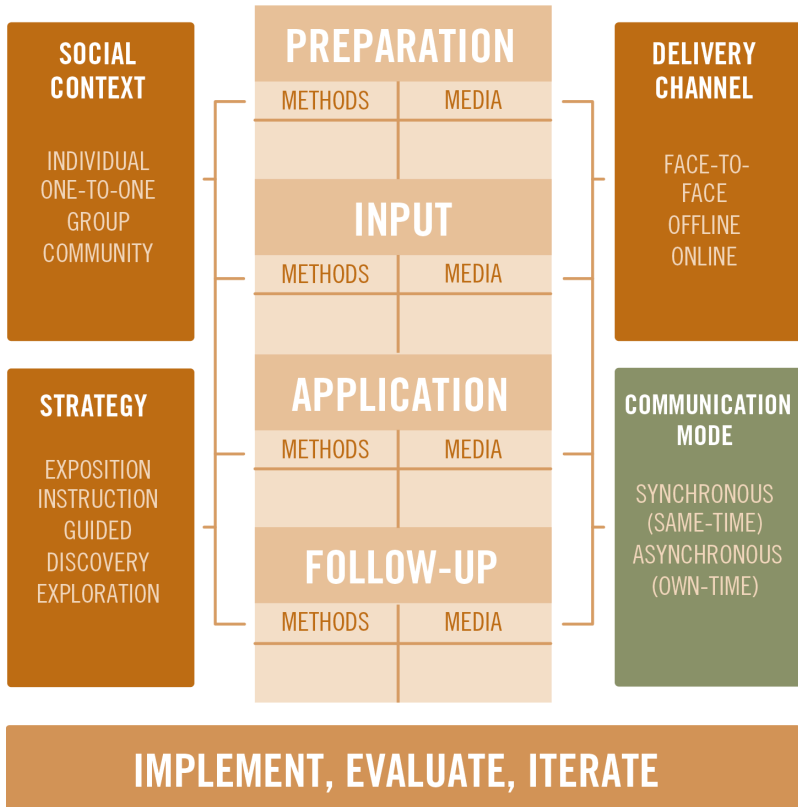 SOCIAL
CONTEXT
INDIVIDUAL
ONE-TO-ONE
GROUP
COMMUNITY
STRATEGY
EXPOSITION
INSTRUCTION
GUIDED
DISCOVERY
EXPLORATION
PREPARATION
METHODS MEDIA
INPUT
METHODS MEDIA
APPLICATION
METHODS MEDIA
FOLLOW-UP
METHODS MEDIA
DELIVERY
CHANNEL
FACE-TO-
FACE
OFFLINE
ONLINE
COMMUNICATION
MODE
SYNCHRONOUS
(SAME-TIME)
ASYNCHRONOUS
(OWN-TIME)
IMPLEMENT, EVALUATE, ITERATE